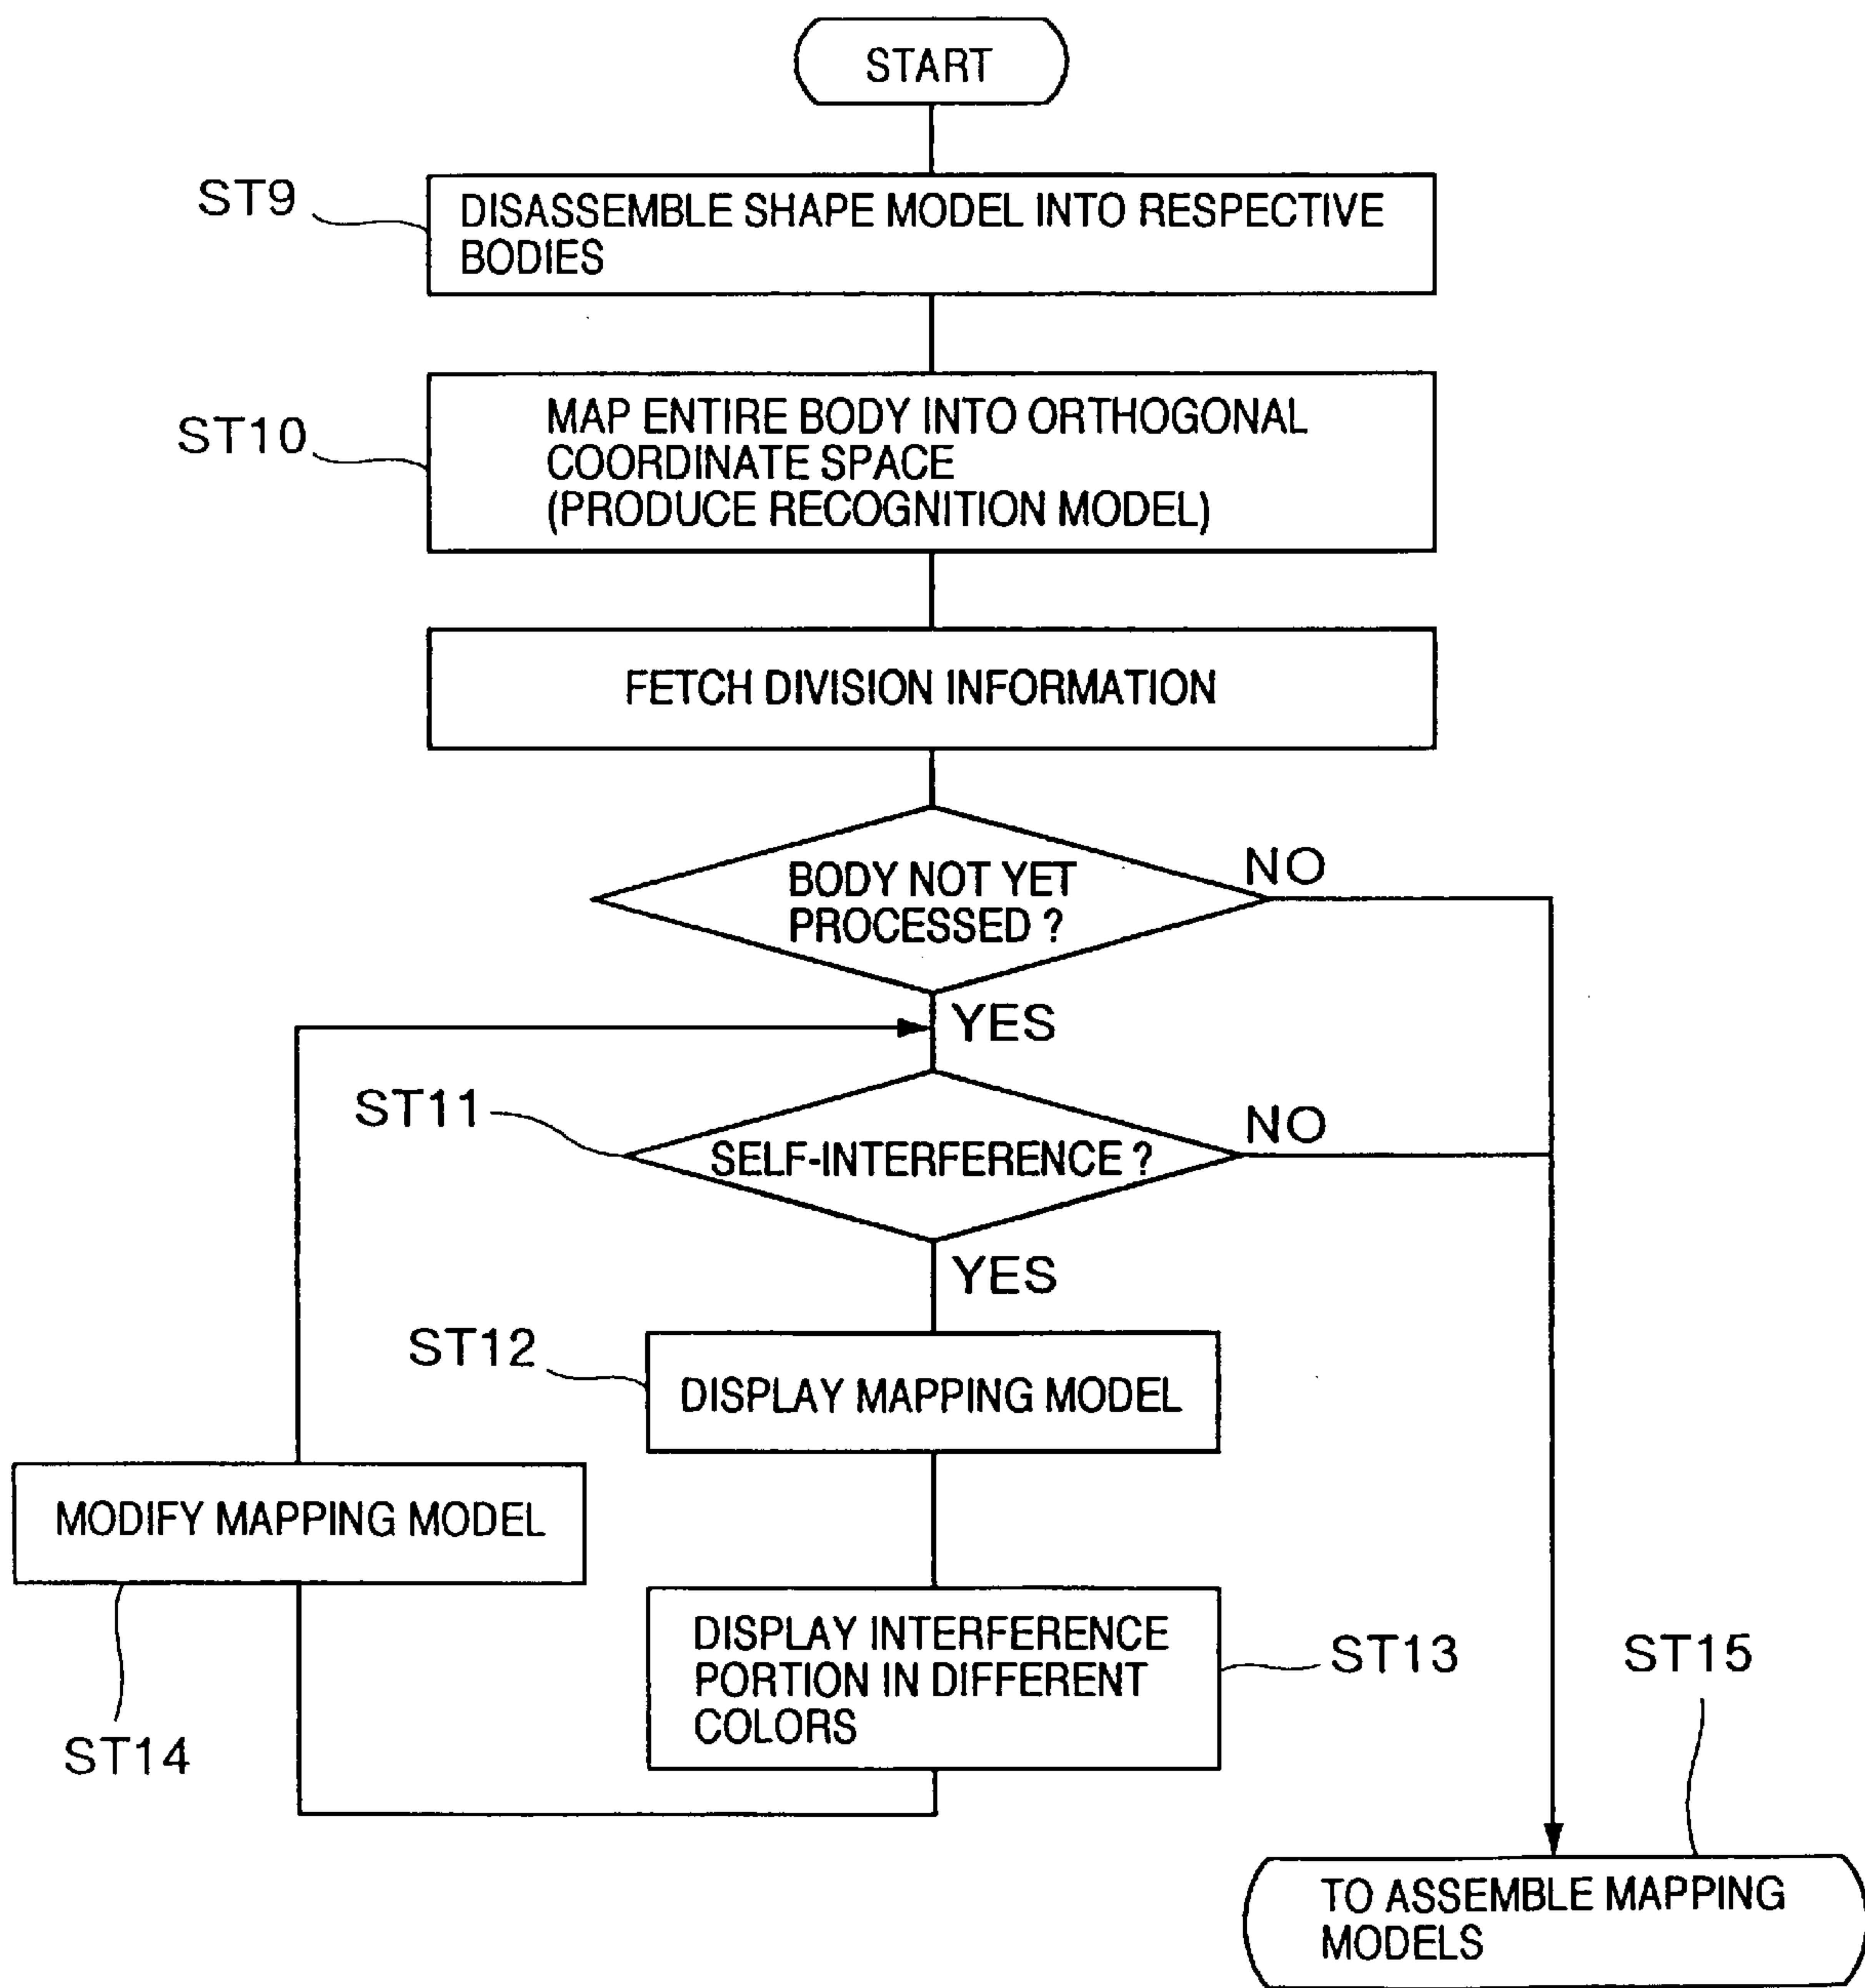 START
ST9
DISASSEMBLE SHAPE MODEL INTO RESPECTIVE
BODIES
ST10
MAP ENTIRE BODY INTO ORTHOGONAL
COORDINATE SPACE
(PRODUCE RECOGNITION MODEL)
FETCH DIVISION INFORMATION
BODY NOT YET
PROCESSED ?
NO
YES
ST11
SELF-INTERFERENCE ?
NO
YES
ST12
DISPLAY MAPPING MODEL
MODIFY MAPPING MODEL
ST14
DISPLAY INTERFERENCE
PORTION IN DIFFERENT
COLORS
ST13
ST15
TO ASSEMBLE MAPPING
MODELS